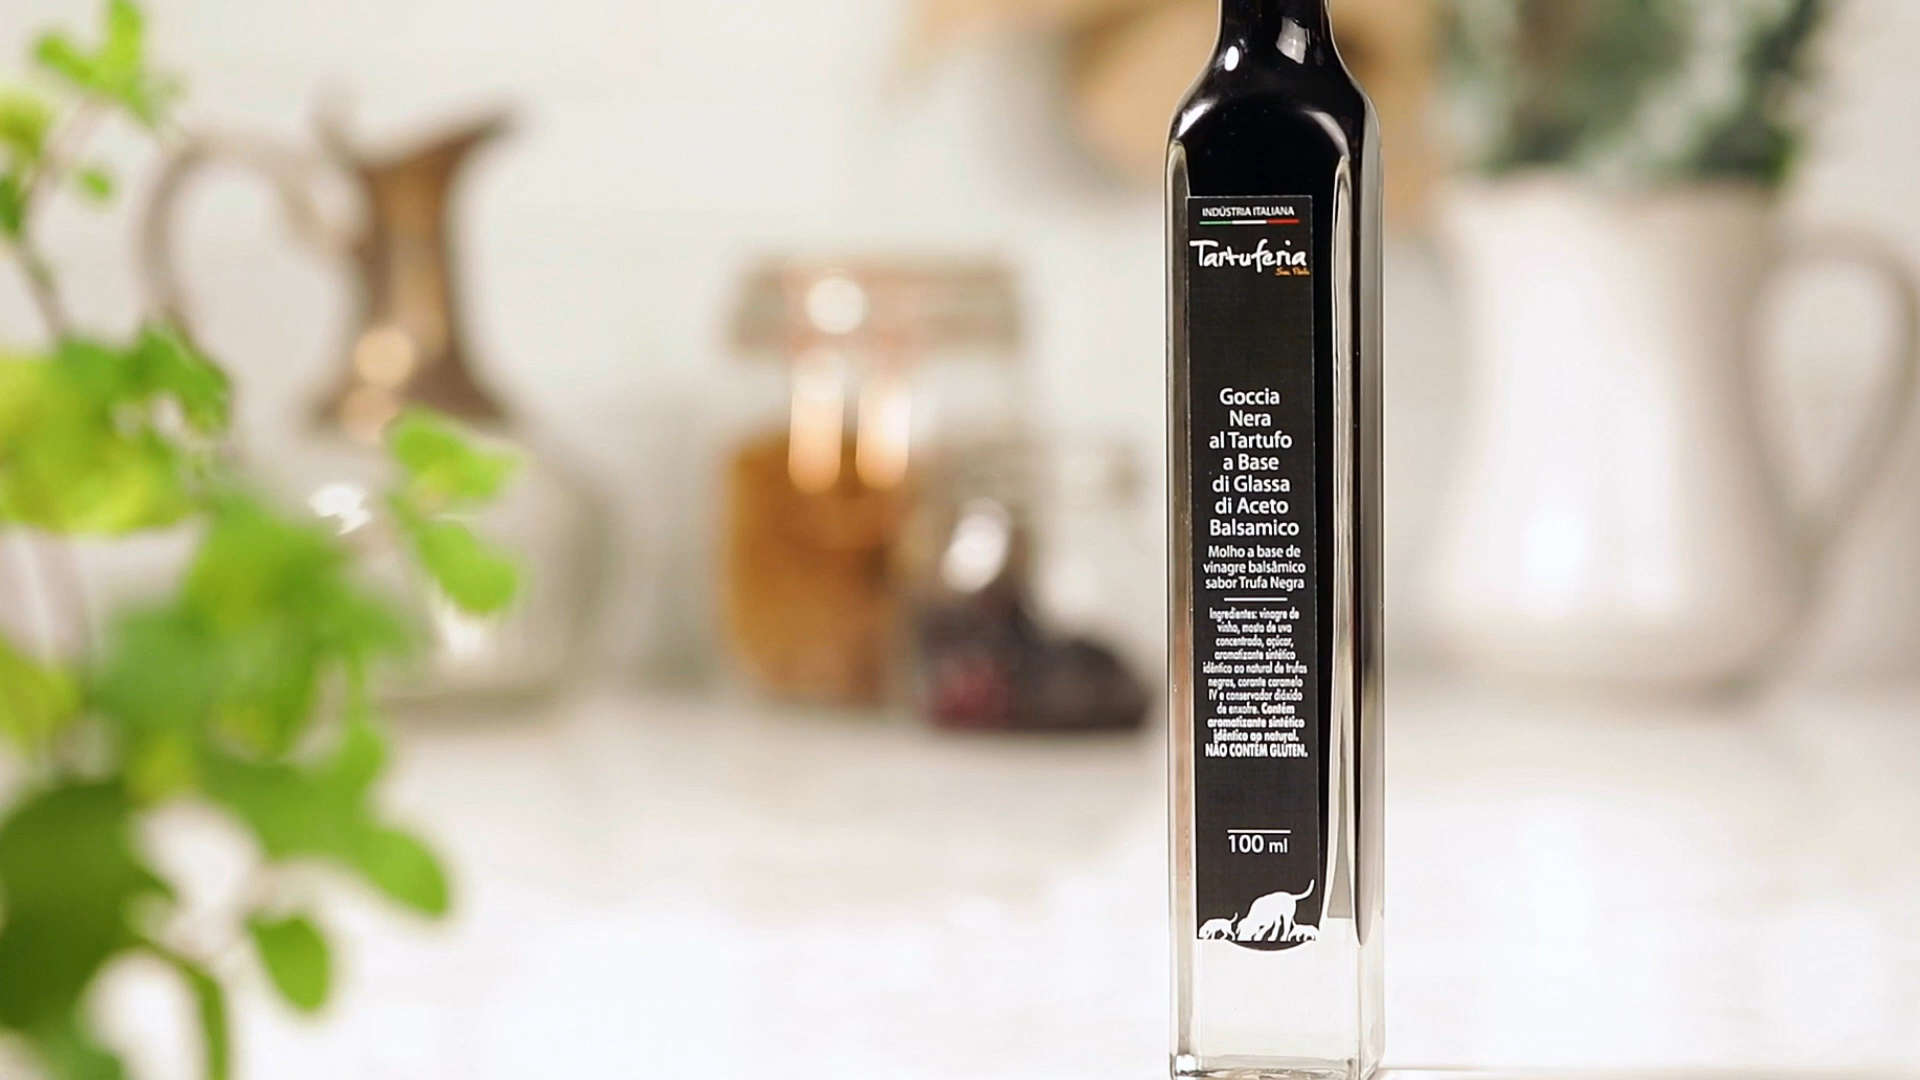 INDÚSTRIA ITALIANA
Tartuferia
San Paolo
Goccia
Nera
al Tartufo
a Base
di Glassa
di Aceto
Balsamico
Molho a base de
vinagre balsâmico
sabor Trufa Negra
Ingredientes: vinagre de
vinho, mosto de uva
concentrado, açúcar,
aromatizante sintético
idêntico ao natural de trufas
negras, corante caramelo
IV e conservador dióxido
de enxofre. Contém
aromatizante sintético
idêntico ao natural.
NÃO CONTÉM GLÚTEN.
100 ml